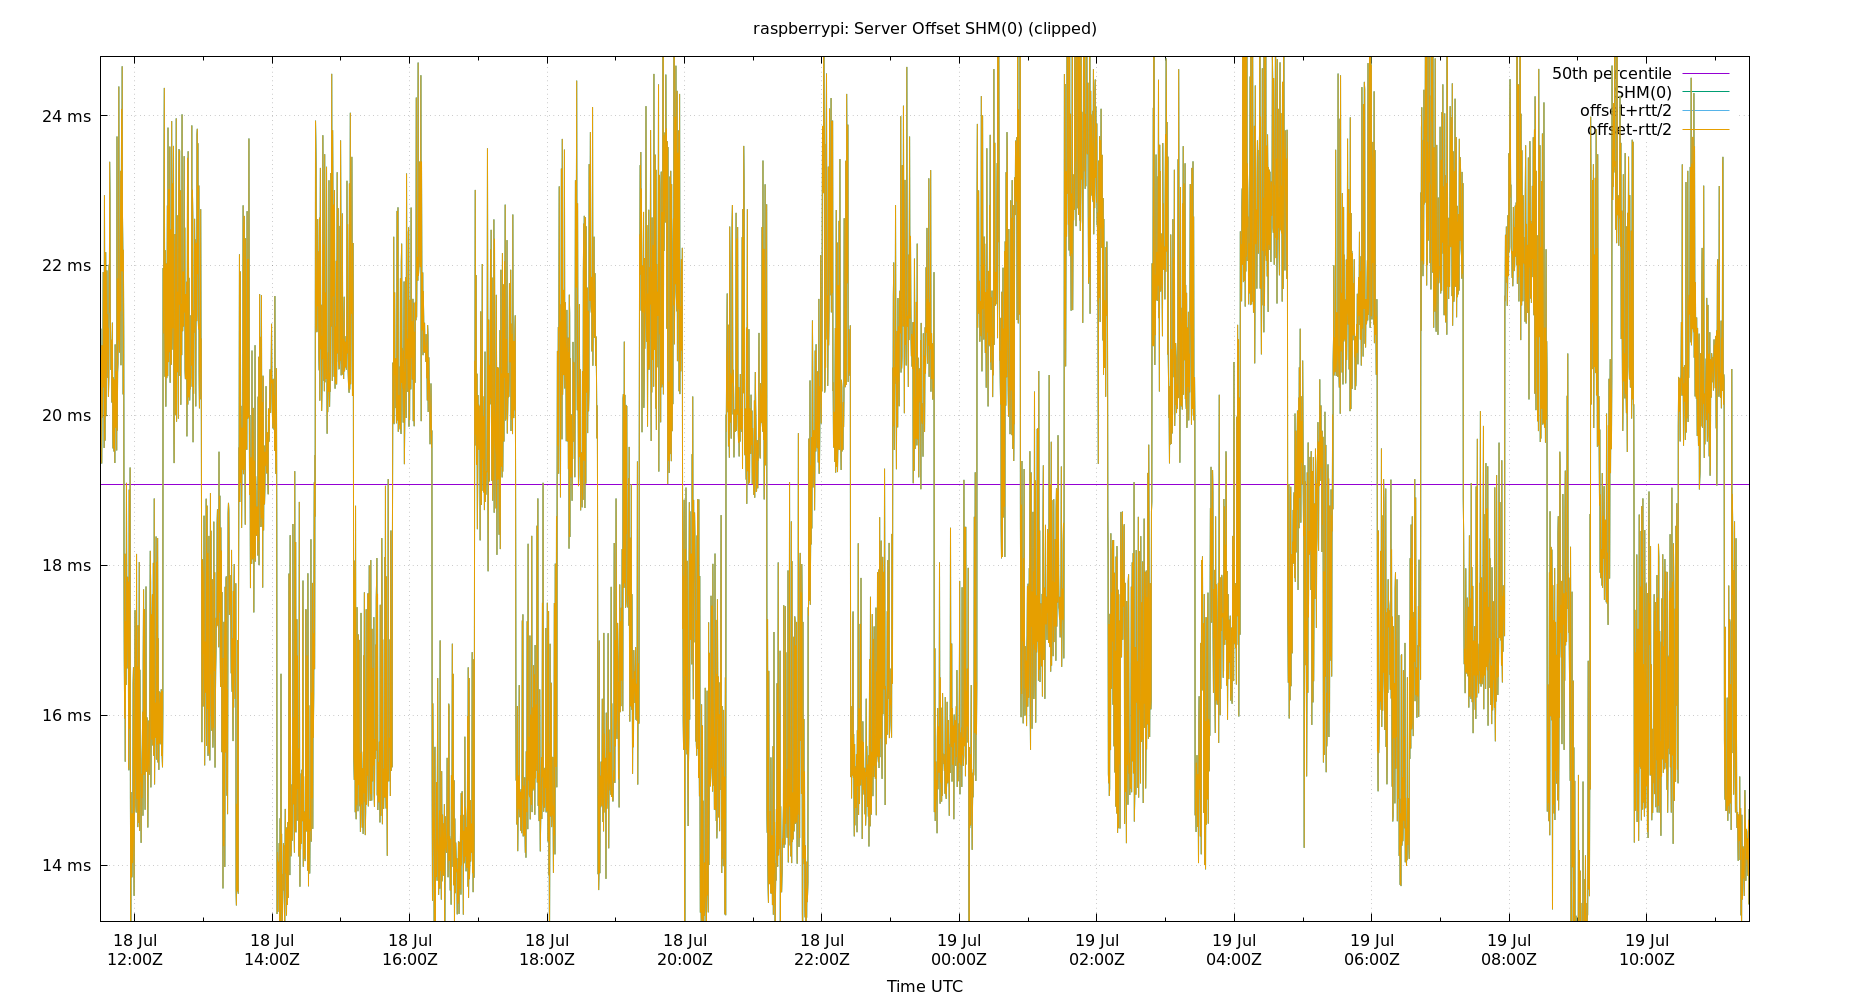 raspberrypi: Server Offset SHM(0) (clipped)
50th percentile
SHM(0)
offset+rtt/2
offset-rtt/2
24 ms
22 ms
20 ms
18 ms
16 ms
14 ms
18 Jul 18 Jul 18 Jul 18 Jul 18 Jul 18 Jul 19 Jul 19 Jul 19 Jul 19 Jul 19 Jul 19 Jul
12:00Z 14:00Z 16:00Z 18:00Z 20:00Z 22:00Z 00:00Z 02:00Z 04:00Z 06:00Z 08:00Z 10:00Z
Time UTC